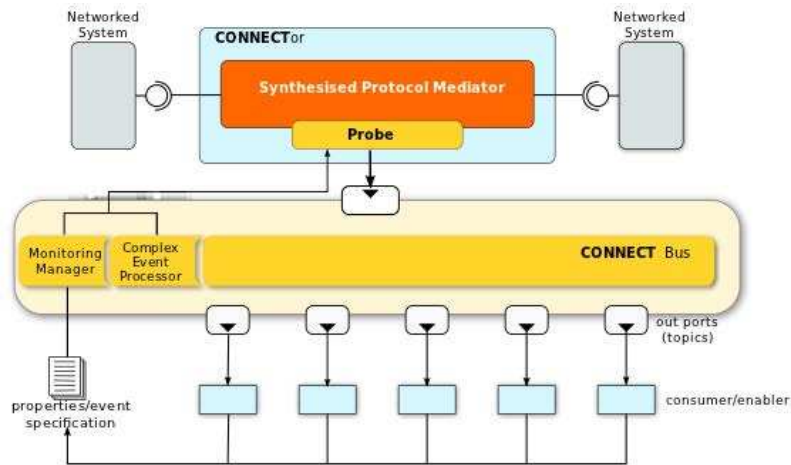 Networked
System
Networked
System
CONNECTor
Synthesised Protocol Mediator
Probe
Monitoring
Manager
Complex
Event
Processor
CONNECT Bus
out ports
(topics)
properties/event
specification
consumer/enabler